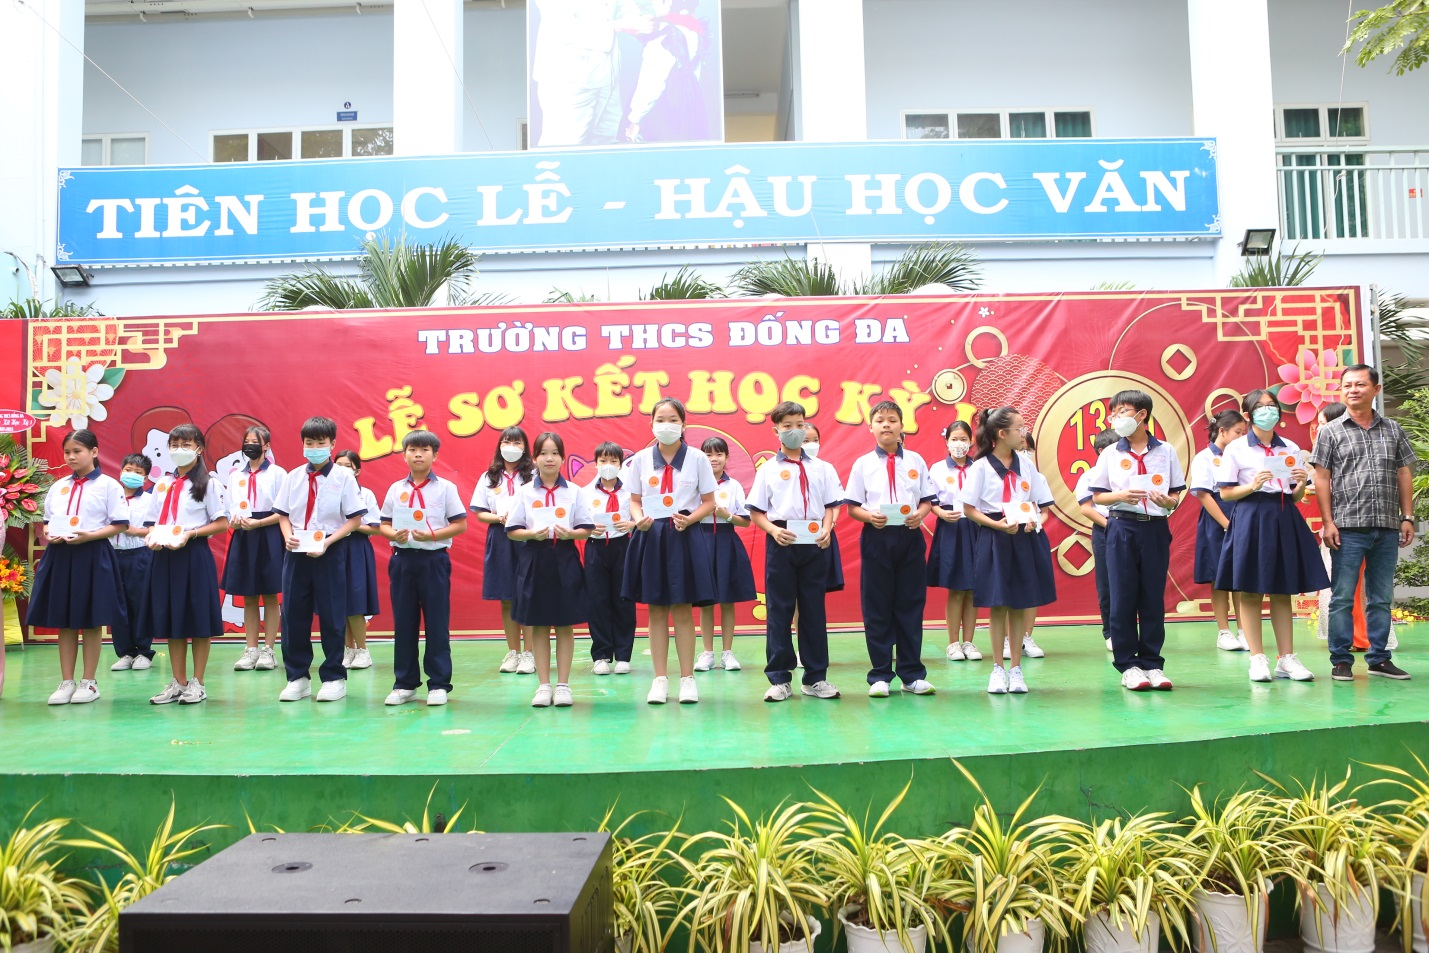 TIÊN HỌC LỄ - HẬU HỌC VĂN
TRƯỜNG THCS ĐỐNG ĐA
LỄ SƠ KẾT HỌC KỲ